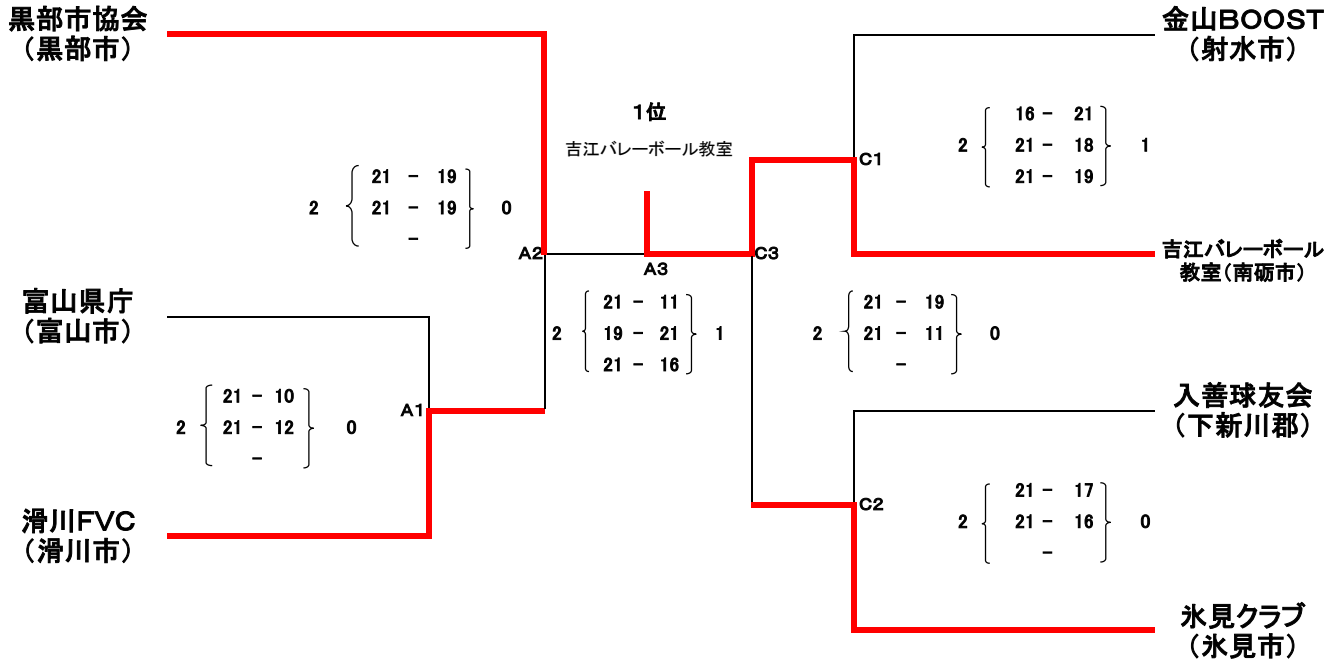 黒部市協会
（黒部市）
金山BOOST
（射水市）
1位
吉江バレーボール教室
16 - 21
2 21 - 18 1
21 - 19
C1
21 - 19
2 21 - 19 0
-
A2
A3
C3
吉江バレーボール
教室（南砺市）
富山県庁
（富山市）
21 - 11
2 19 - 21 1
21 - 16
21 - 19
2 21 - 11 0
-
A1
21 - 10
2 21 - 12 0
-
入善球友会
（下新川郡）
滑川FVC
（滑川市）
C2
21 - 17
2 21 - 16 0
-
氷見クラブ
（氷見市）